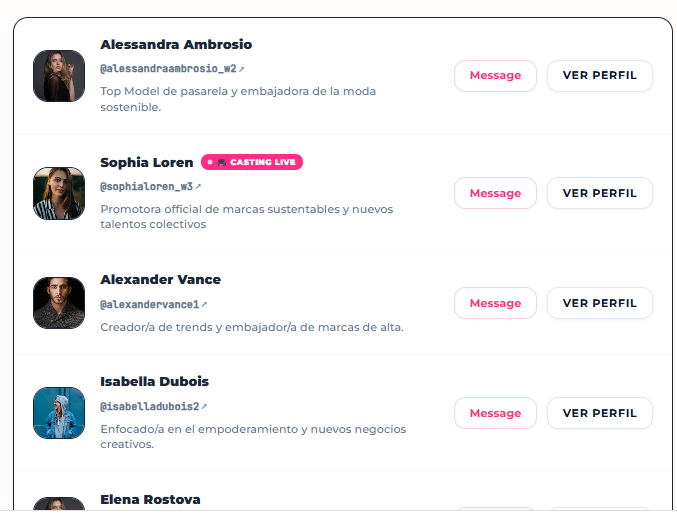 Alessandra Ambrosio
@alessandraambrosio_w2↗
Top Model de pasarela y embajadora de la moda
sostenible.
Message
VER PERFIL
Sophia Loren
CASTING LIVE
@sophialoren_w3↗
Promotora official de marcas sustentables y nuevos
talentos colectivos
Message
VER PERFIL
Alexander Vance
@alexandervance1↗
Creador/a de trends y embajador/a de marcas de alta.
Message
VER PERFIL
Isabella Dubois
@isabelladubois2↗
Enfocado/a en el empoderamiento y nuevos negocios
creativos.
Message
VER PERFIL
Elena Rostova